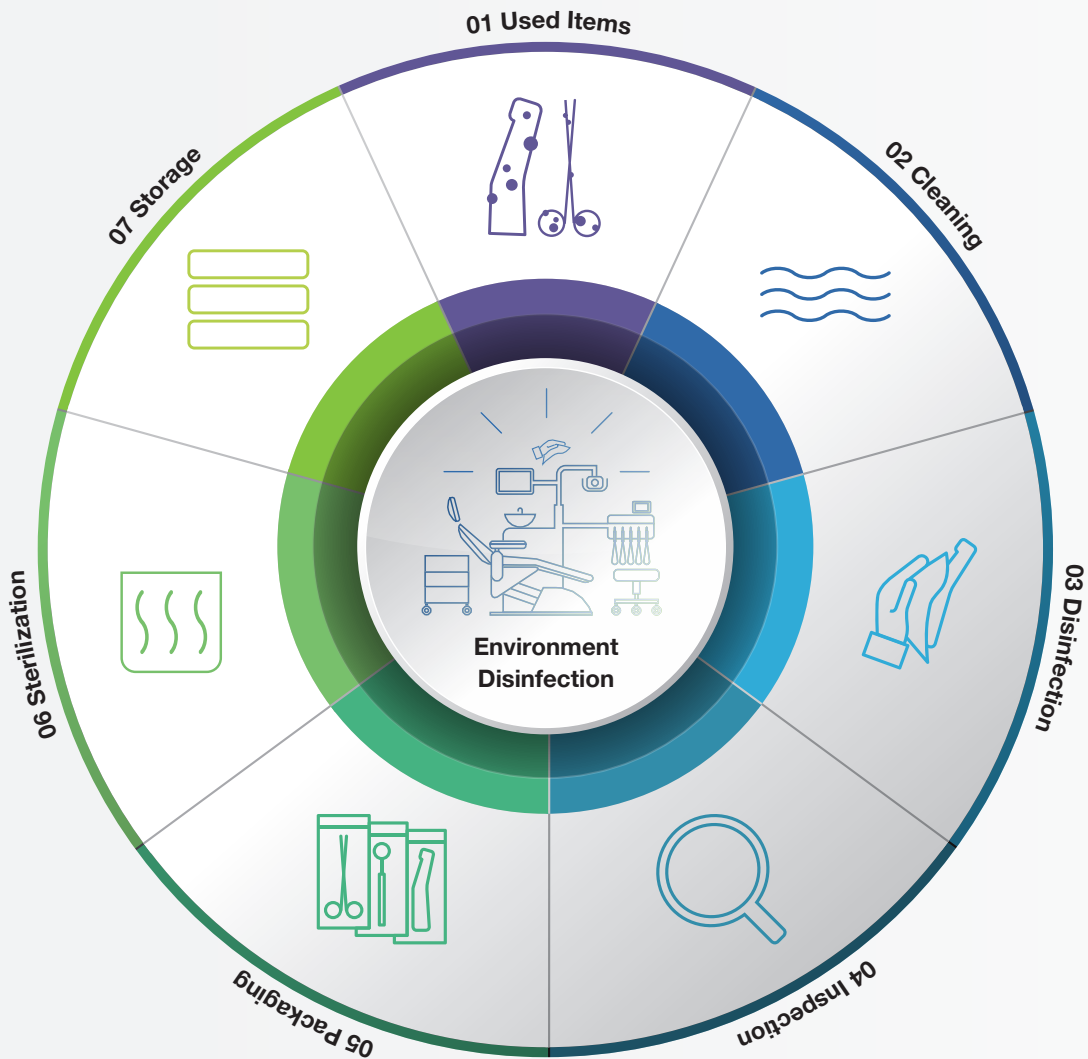 01 Used Items
02 Cleaning
03 Disinfection
04 Inspection
05 Packaging
06 Sterilization
07 Storage
Environment
Disinfection